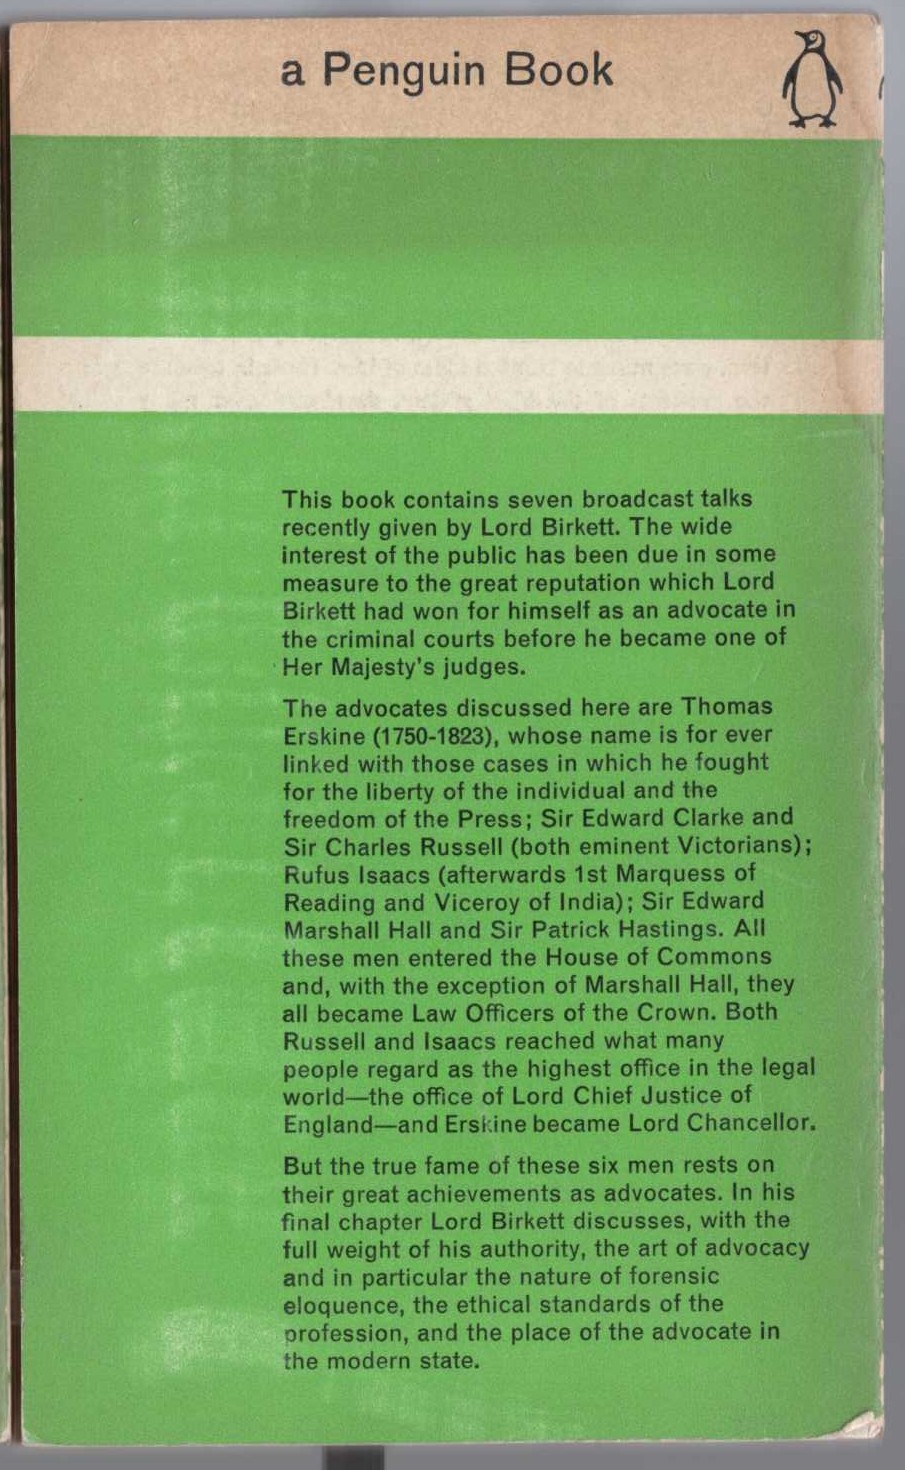 a Penguin Book
This book contains seven broadcast talks
recently given by Lord Birkett. The wide
interest of the public has been due in some
measure to the great reputation which Lord
Birkett had won for himself as an advocate in
the criminal courts before he became one of
Her Majesty's judges.
The advocates discussed here are Thomas
Erskine (1750-1823), whose name is for ever
linked with those cases in which he fought
for the liberty of the individual and the
freedom of the Press; Sir Edward Clarke and
Sir Charles Russell (both eminent Victorians);
Rufus Isaacs (afterwards 1st Marquess of
Reading and Viceroy of India); Sir Edward
Marshall Hall and Sir Patrick Hastings. All
these men entered the House of Commons
and, with the exception of Marshall Hall, they
all became Law Officers of the Crown. Both
Russell and Isaacs reached what many
people regard as the highest office in the legal
world—the office of Lord Chief Justice of
England—and Erskine became Lord Chancellor.
But the true fame of these six men rests on
their great achievements as advocates. In his
final chapter Lord Birkett discusses, with the
full weight of his authority, the art of advocacy
and in particular the nature of forensic
eloquence, the ethical standards of the
profession, and the place of the advocate in
the modern state.